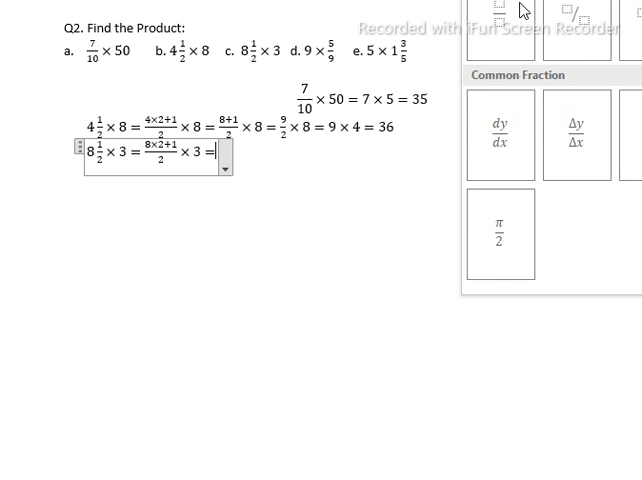 Q2. Find the Product:
Recorded with iFun Screen Recorder
a. 7/10 × 50 b. 4 1/2 × 8 c. 8 1/2 × 3 d. 9 × 5/9 e. 5 × 1 3/5
Common Fraction
7/10 × 50 = 7 × 5 = 35
4 1/2 × 8 = 4×2+1/2 × 8 = 8+1/2 × 8 = 9/2 × 8 = 9 × 4 = 36
8 1/2 × 3 = 8×2+1/2 × 3 =
dy/dx Δy/Δx
π/2